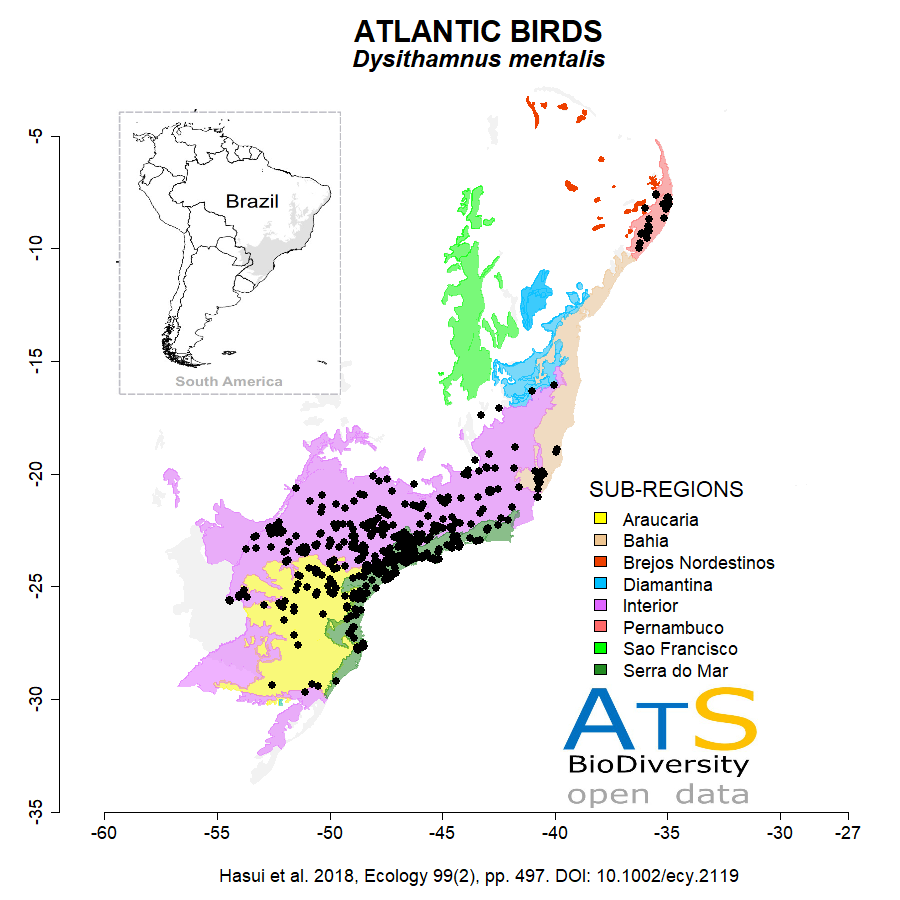 ATLANTIC BIRDS
Dysithamnus mentalis
Brazil
South America
-5
-10
-15
-20
-25
-30
-35
SUB-REGIONS
Araucaria
Bahia
Brejos Nordestinos
Diamantina
Interior
Pernambuco
Sao Francisco
Serra do Mar
ATS
BioDiversity
open data
-60 -55 -50 -45 -40 -35 -30 -27
Hasui et al. 2018, Ecology 99(2), pp. 497. DOI: 10.1002/ecy.2119